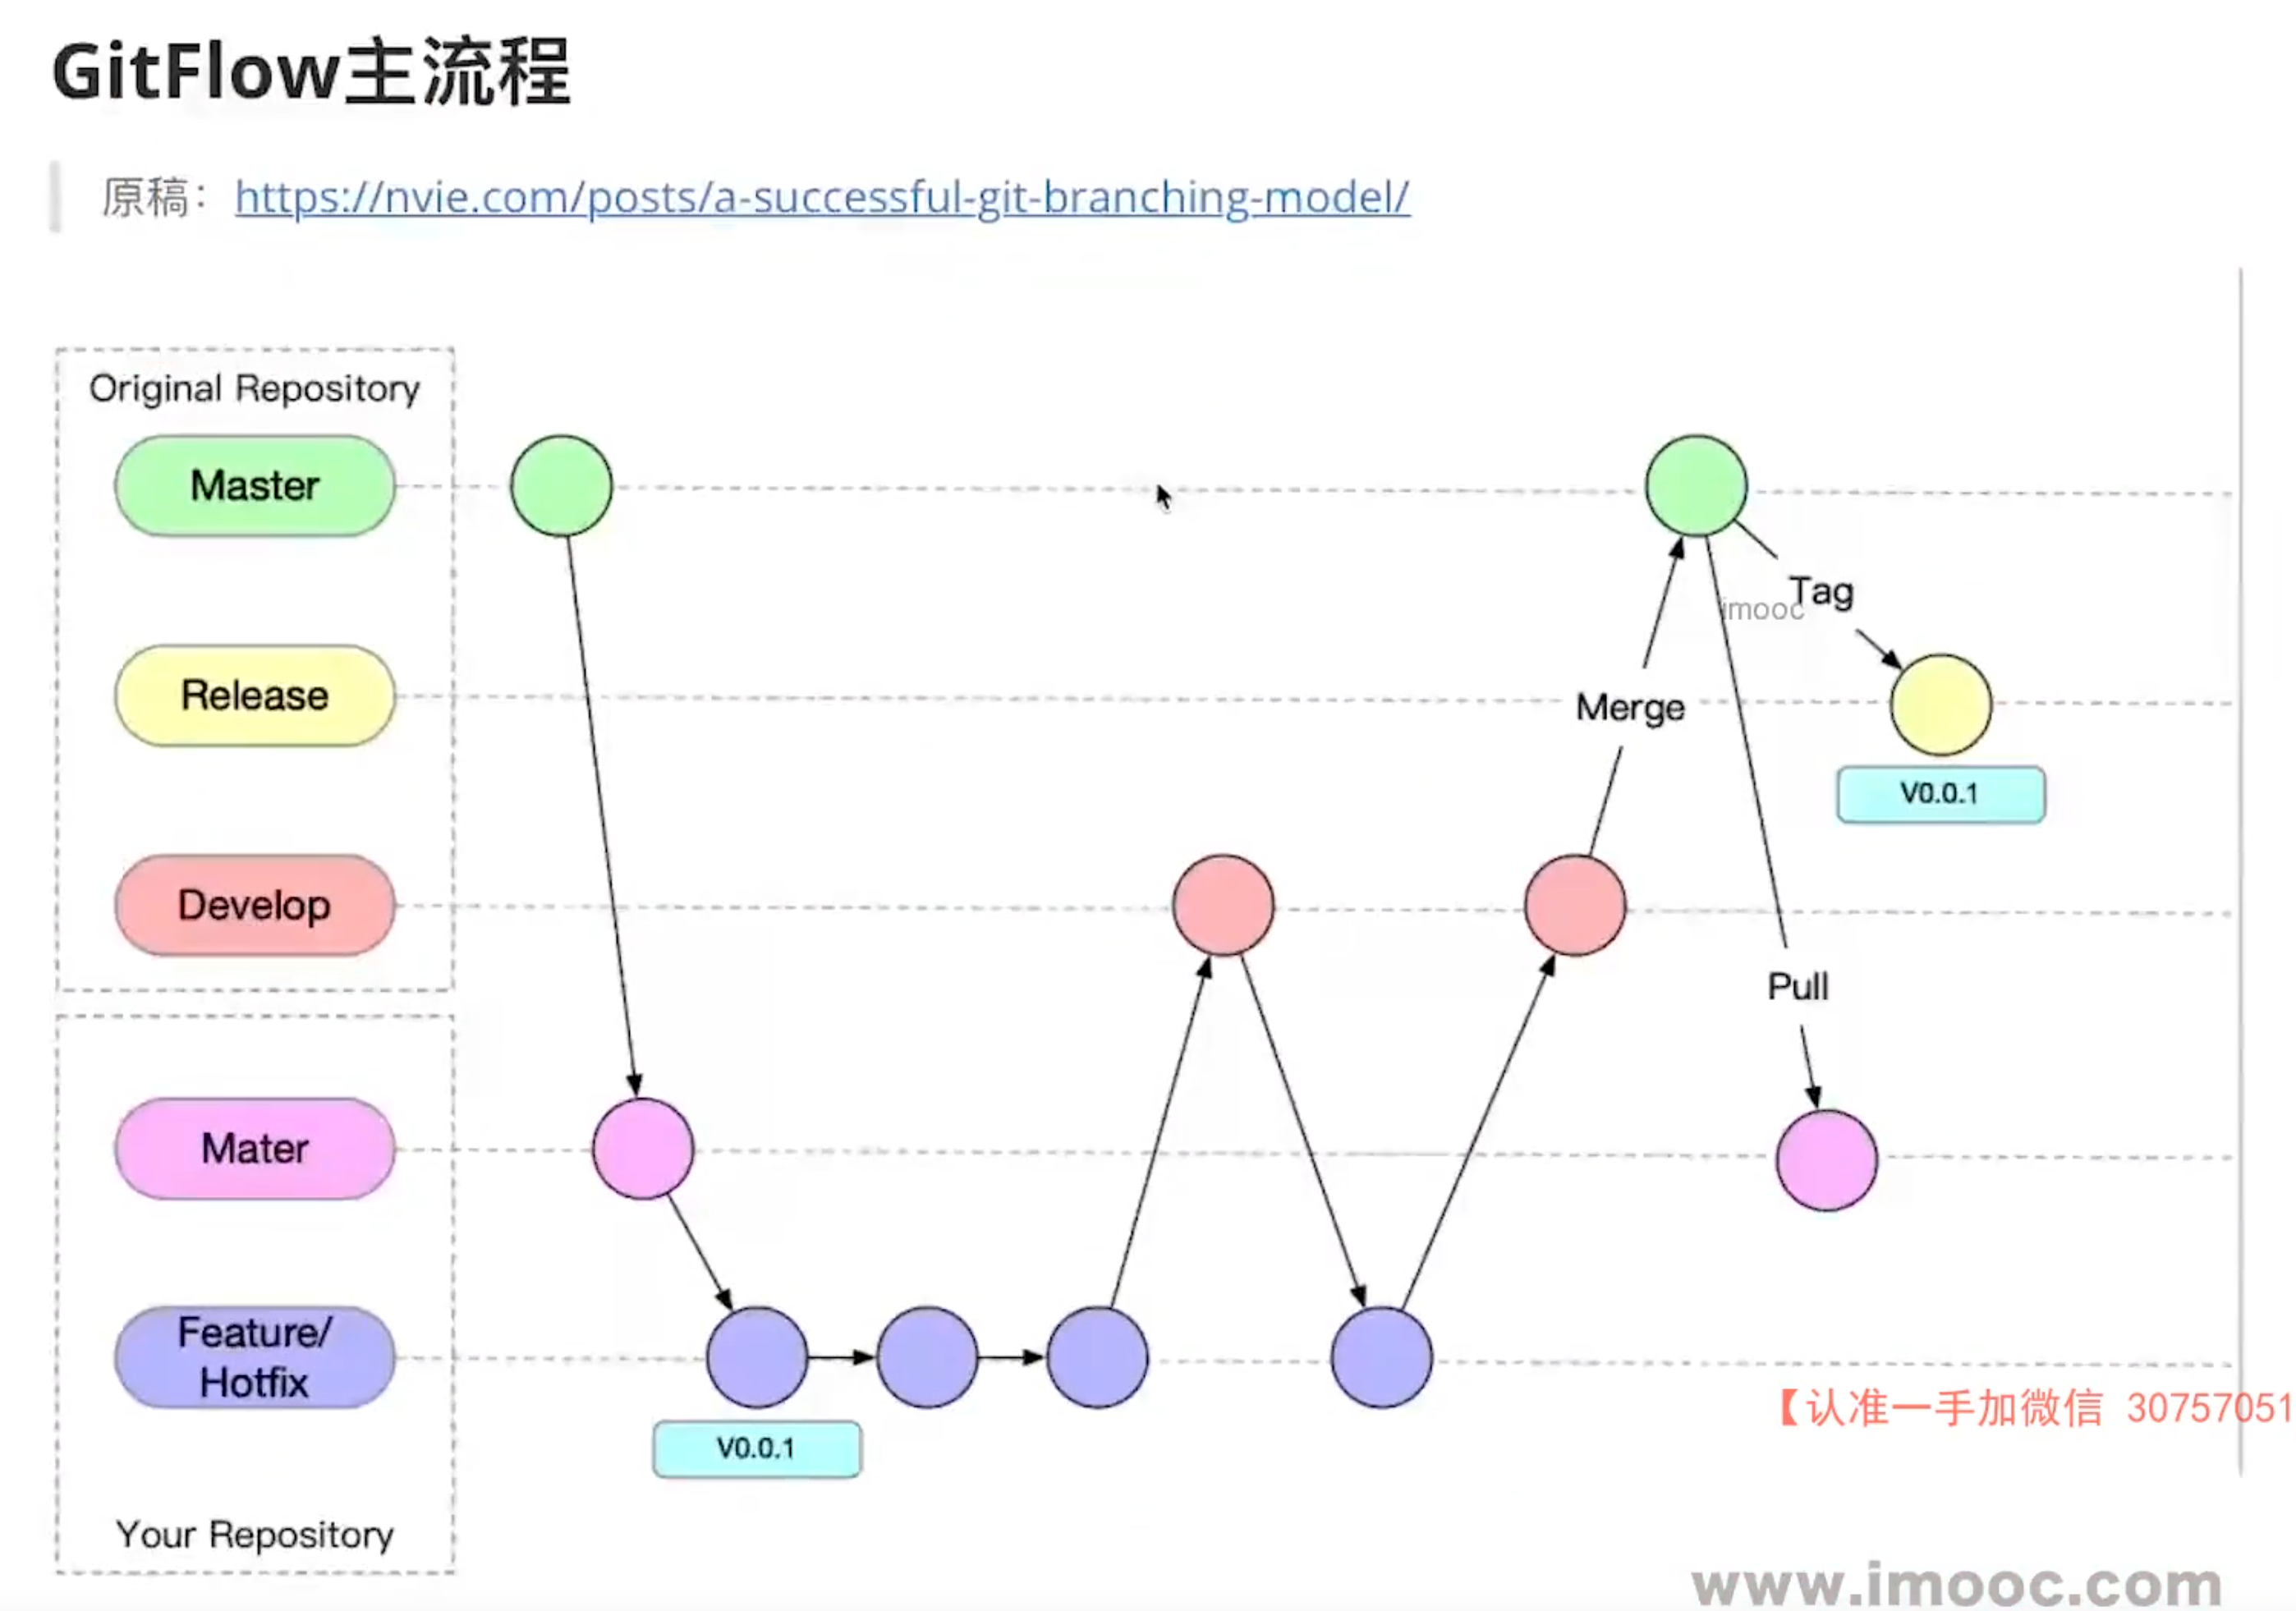 GitFlow主流程
原稿：https://nvie.com/posts/a-successful-git-branching-model/
Original Repository
Master
Tag
imooc
Release
Merge
V0.0.1
Develop
Pull
Mater
Feature/
Hotfix
【认准一手加微信 30757051
V0.0.1
Your Repository
www.imooc.com